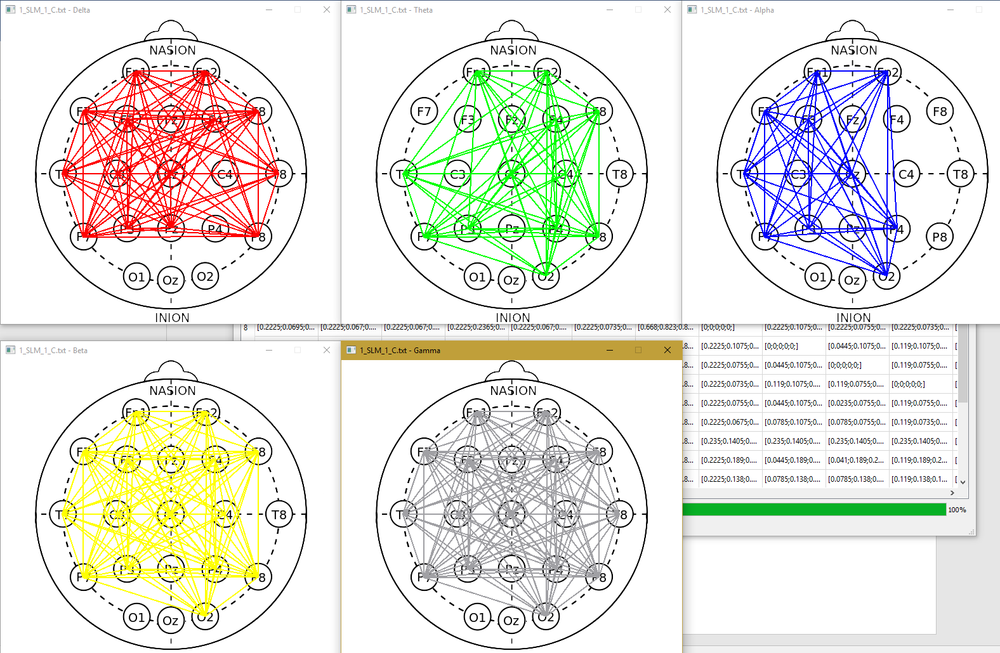 1_SLM_1_C.txt - Delta
NASION
Fp1 Fp2
F7 F3 Fz F4 F8
T7 C3 Cz C4 T8
P7 P3 Pz P4 P8
O1 Oz O2
INION
1_SLM_1_C.txt - Theta
NASION
Fp1 Fp2
F7 F3 Fz F4 F8
T7 C3 Cz C4 T8
P7 P3 Pz P4 P8
O1 Oz O2
INION
1_SLM_1_C.txt - Alpha
NASION
Fp1 Fp2
F7 F3 Fz F4 F8
T7 C3 Cz C4 T8
P7 P3 Pz P4 P8
O1 Oz O2
INION
8 [0.2225;0.0695;0... [0.2225;0.067;0.... [0.2225;0.067;0.... [0.2225;0.2365;0... [0.2225;0.067;0.... [0.2225;0.0735;0... [0.668;0.823;0.8... [0;0;0;0;0;] [0.2225;0.1075;0... [0.2225;0.0755;0... [0.2225;0.0735;0... [
.8... [0.2225;0.1075;0... [0;0;0;0;0;] [0.0445;0.1075;0... [0.119;0.1075;0.... [
.8... [0.2225;0.0755;0... [0.0445;0.1075;0... [0;0;0;0;0;] [0.119;0.0755;0.... [
.8... [0.2225;0.0735;0... [0.119;0.1075;0.... [0.119;0.0755;0.... [0;0;0;0;0;] [
.8... [0.2225;0.0755;0... [0.0445;0.1075;0... [0.0235;0.0755;0... [0.119;0.0755;0.... [
.8... [0.2225;0.0675;0... [0.0785;0.1075;0... [0.0785;0.0755;0... [0.119;0.0735;0.... [
.8... [0.235;0.1405;0.... [0.235;0.1405;0.... [0.235;0.1405;0.... [0.235;0.1405;0.... [
.8... [0.2225;0.189;0.... [0.0445;0.189;0.... [0.041;0.189;0.2... [0.119;0.189;0.2... [
.8... [0.2225;0.138;0.... [0.0785;0.138;0.... [0.0785;0.138;0.... [0.119;0.138;0.1... [
100%
1_SLM_1_C.txt - Beta
NASION
Fp1 Fp2
F7 F3 Fz F4 F8
T7 C3 Cz C4 T8
P7 P3 Pz P4 P8
O1 Oz O2
1_SLM_1_C.txt - Gamma
NASION
Fp1 Fp2
F7 F3 Fz F4 F8
T7 C3 Cz C4 T8
P7 P3 Pz P4 P8
O1 Oz O2